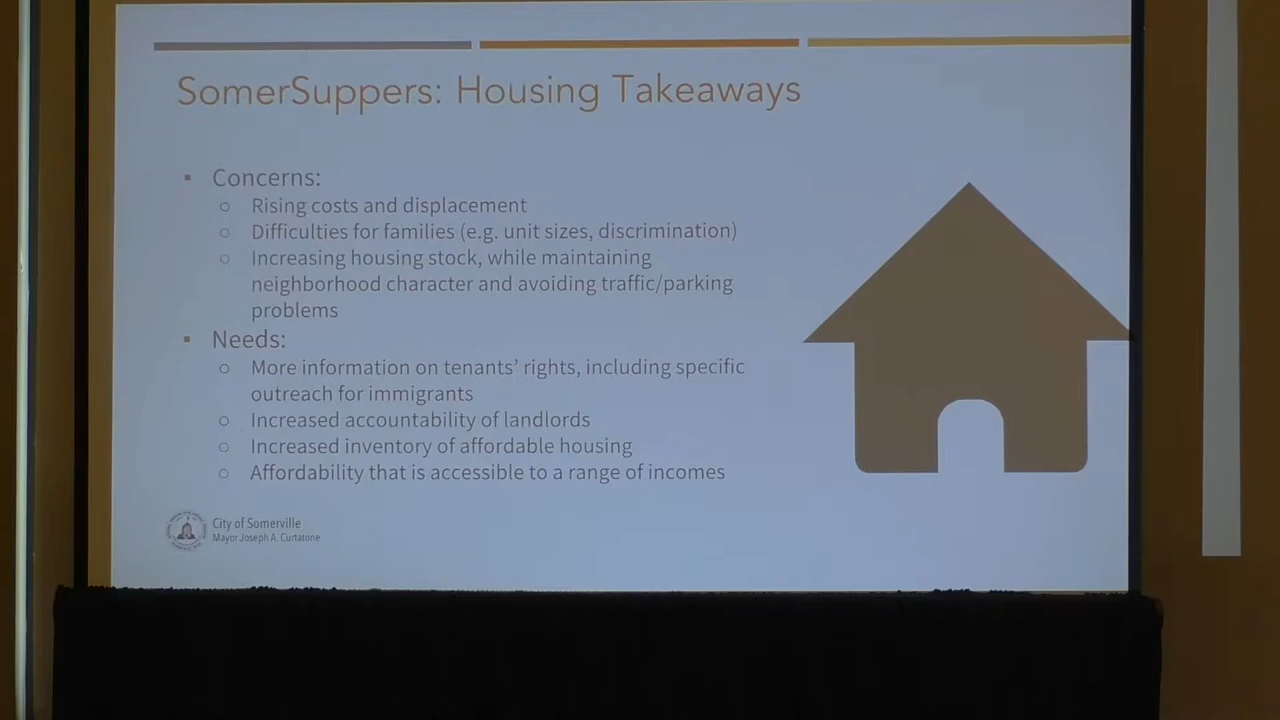 SomerSuppers: Housing Takeaways
▪ Concerns:
○ Rising costs and displacement
○ Difficulties for families (e.g. unit sizes, discrimination)
○ Increasing housing stock, while maintaining
neighborhood character and avoiding traffic/parking
problems
▪ Needs:
○ More information on tenants' rights, including specific
outreach for immigrants
○ Increased accountability of landlords
○ Increased inventory of affordable housing
○ Affordability that is accessible to a range of incomes
City of Somerville
Mayor Joseph A. Curtatone